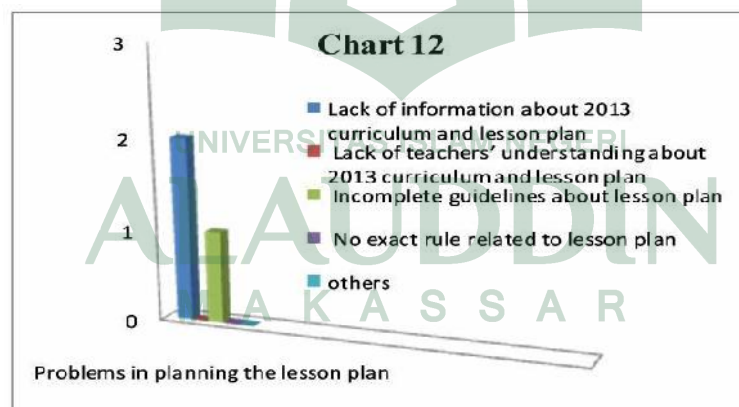 Chart 12
3
2
1
0
Lack of information about 2013
curriculum and lesson plan
Lack of teachers' understanding about
2013 curriculum and lesson plan
Incomplete guidelines about lesson plan
No exact rule related to lesson plan
others
Problems in planning the lesson plan
UNIVERSITAS ISLAM NEGERI
ALAUDDIN
MAKASSAR